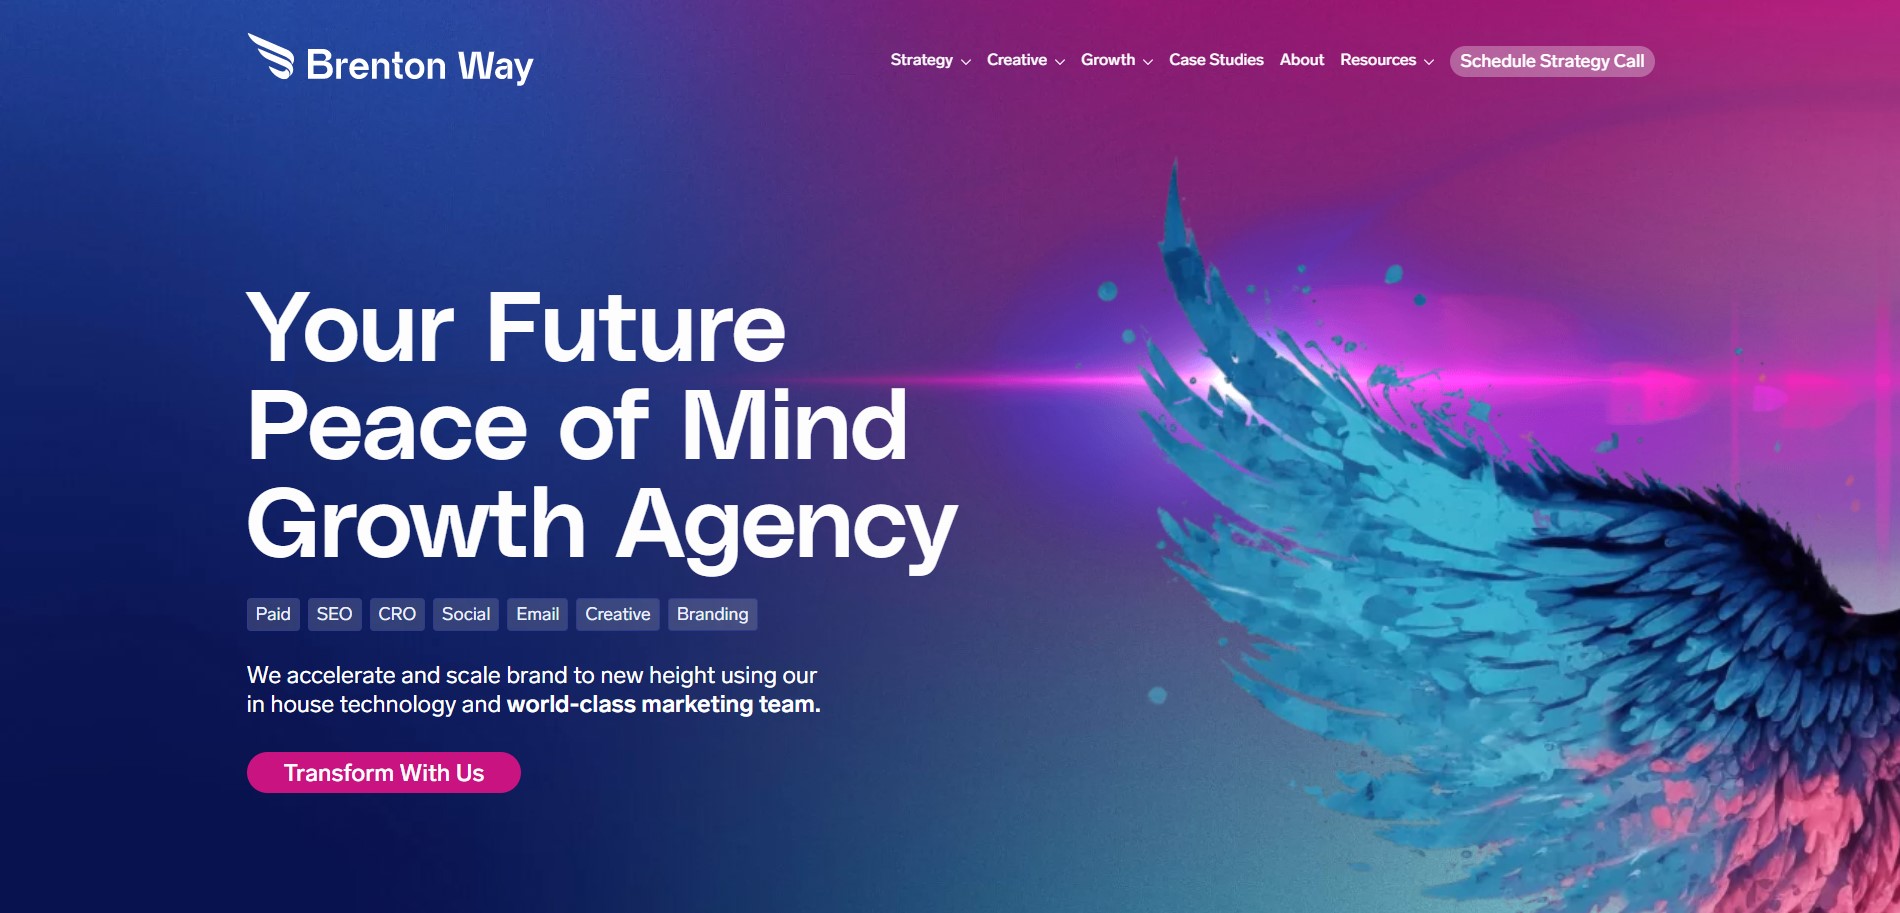 Brenton Way
Strategy
Creative
Growth
Case Studies
About
Resources
Schedule Strategy Call
Your Future
Peace of Mind
Growth Agency
Paid
SEO
CRO
Social
Email
Creative
Branding
We accelerate and scale brand to new height using our
in house technology and world-class marketing team.
Transform With Us